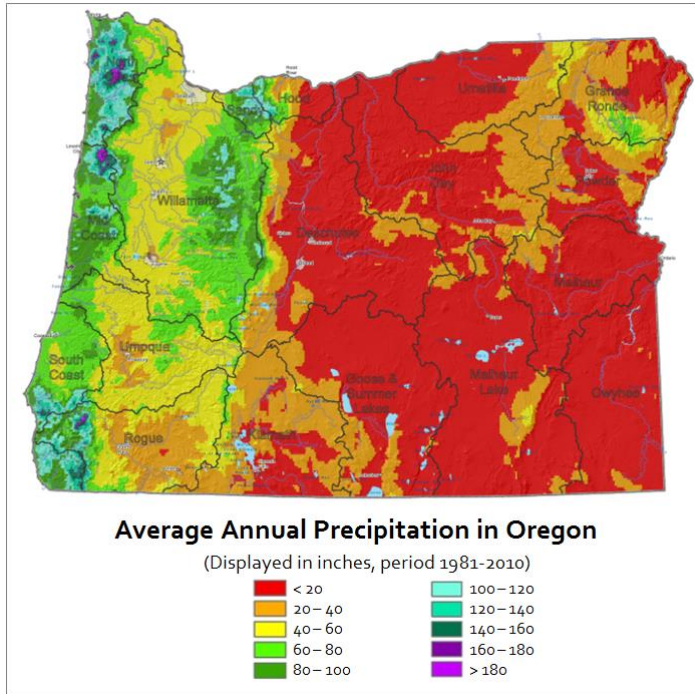 North
Coast
Sandy
Hood
Umatilla
Grande
Ronde
Willamette
John
Day
Powder
Mid
Coast
Deschutes
Malheur
Umpqua
South
Coast
Goose &
Summer
Lakes
Malheur
Lake
Owyhee
Rogue
Klamath
Average Annual Precipitation in Oregon
(Displayed in inches, period 1981-2010)
< 20
20 – 40
40 – 60
60 – 80
80 – 100
100 – 120
120 – 140
140 – 160
160 – 180
> 180